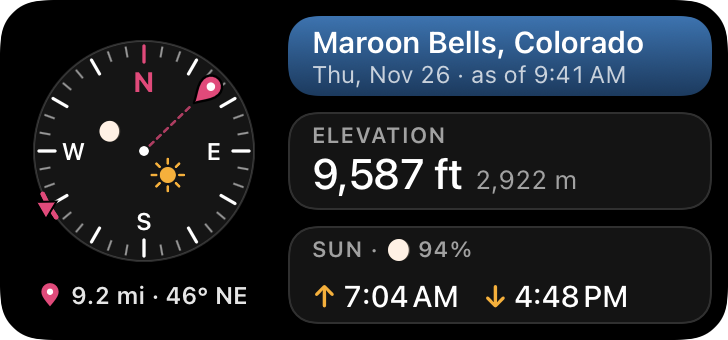 N
W
E
S
9.2 mi · 46° NE
Maroon Bells, Colorado
Thu, Nov 26 · as of 9:41 AM
ELEVATION
9,587 ft 2,922 m
SUN · 94%
↑ 7:04 AM ↓ 4:48 PM